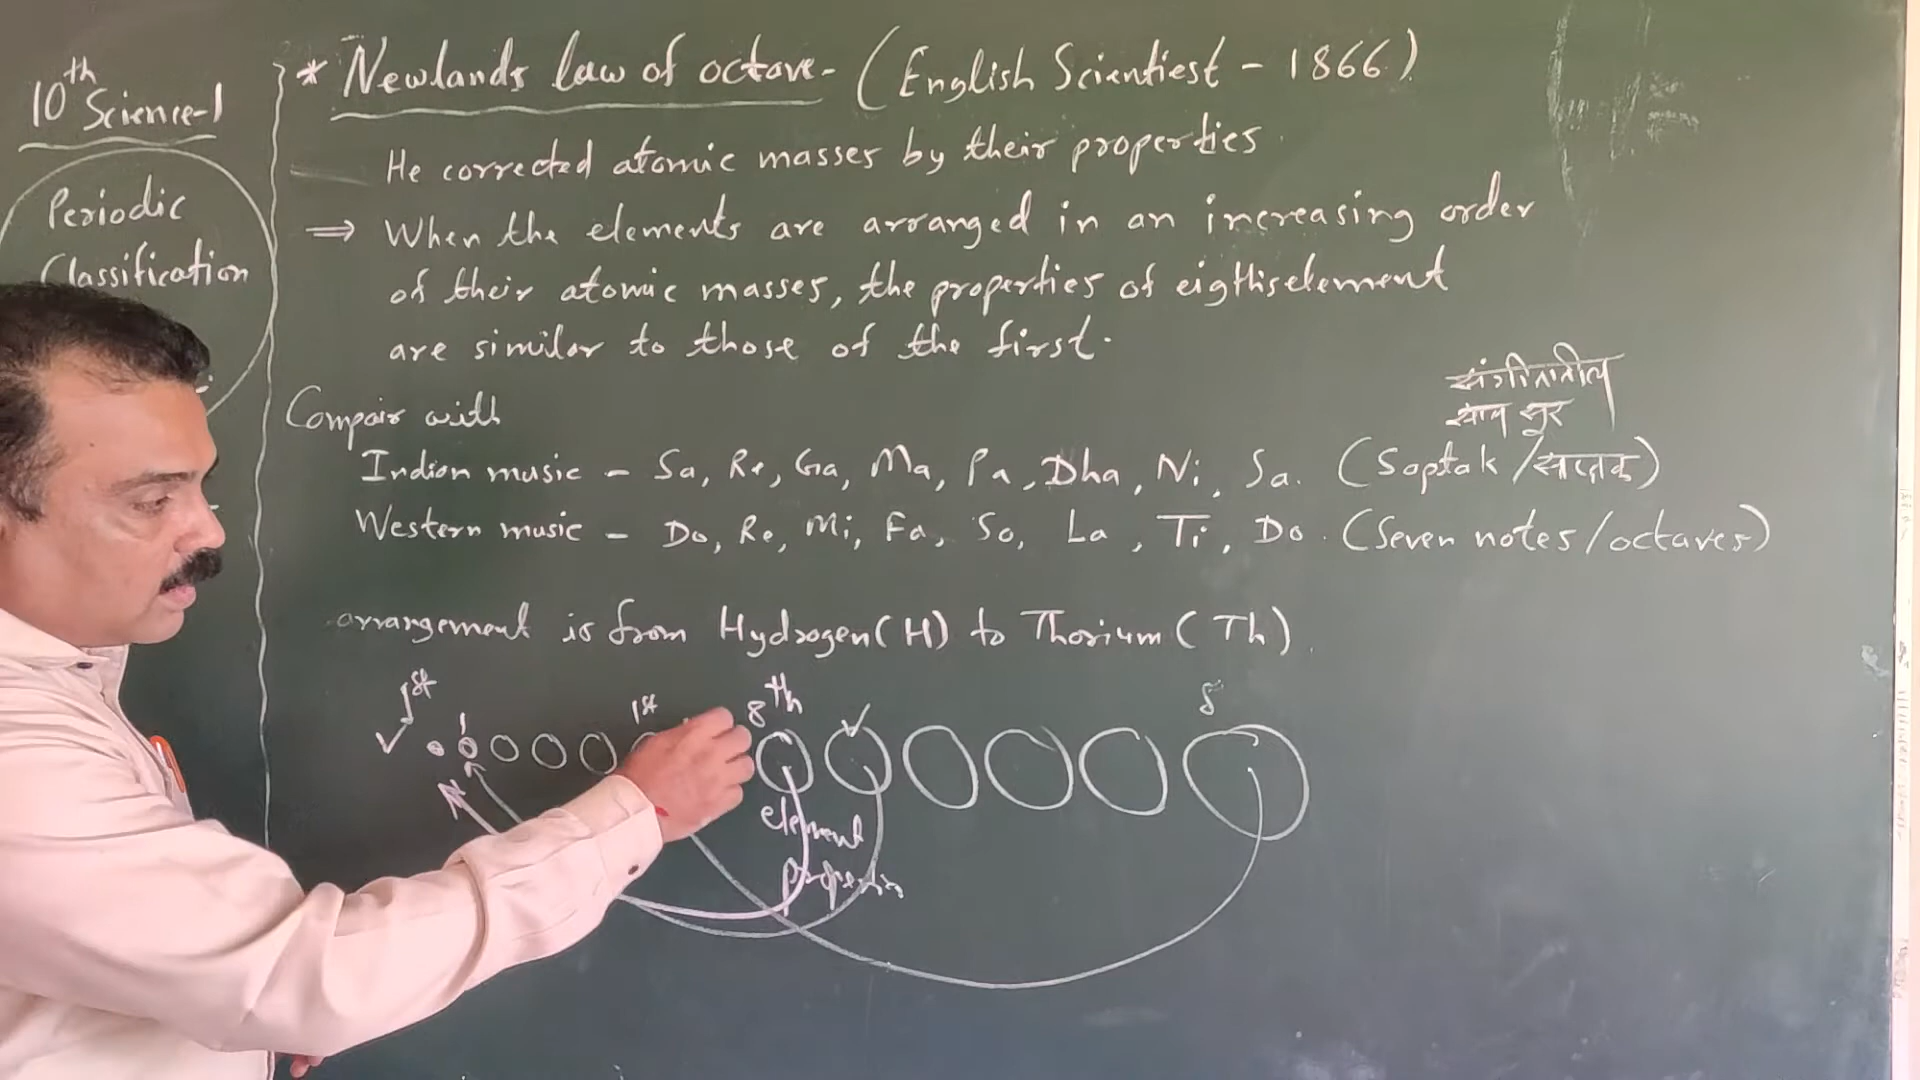 10th
Science-1
Periodic
Classification
* Newlands law of octave- (English Scientiest - 1866)
He corrected atomic masses by their properties.
⇒ When the elements are arranged in an increasing order
of their atomic masses, the properties of eigths element
are similar to those of the first.
Compair with
संगीतातील
सात सूर
Indian music - Sa, Re, Ga, Ma, Pa, Dha, Ni, Sa. (Saptak / सप्तक)
Western music - Do, Re, Mi, Fa, So, La, Ti, Do. (Seven notes/octaves)
arrangement is from Hydrogen(H) to Thorium (Th).
1st 1 1st 8th 8
element